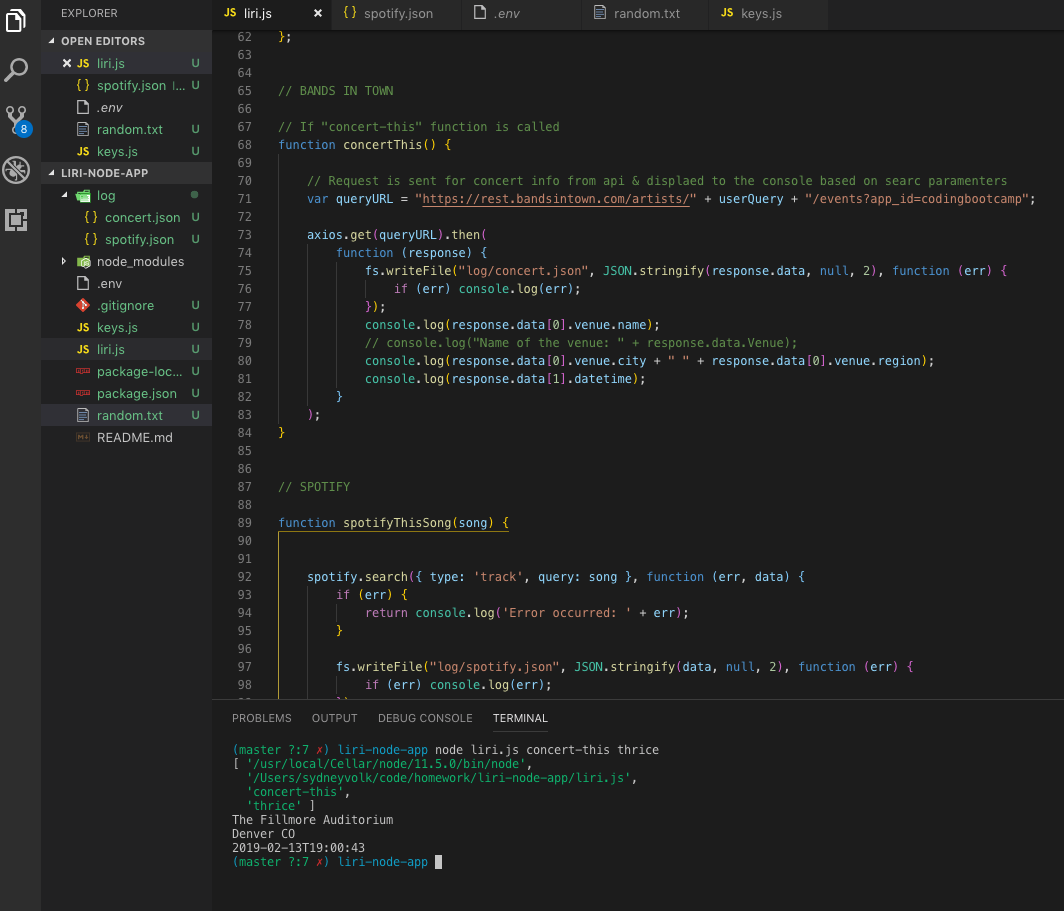 EXPLORER
OPEN EDITORS
JS liri.js U
{ } spotify.json l... U
.env
random.txt U
JS keys.js U
8
LIRI-NODE-APP
log
{ } concert.json U
{ } spotify.json U
node_modules
.env
.gitignore U
JS keys.js U
JS liri.js U
package-loc... U
package.json U
random.txt U
README.md
JS liri.js × { } spotify.json .env random.txt JS keys.js
62 };
63
64
65 // BANDS IN TOWN
66
67 // If "concert-this" function is called
68 function concertThis() {
69
70 // Request is sent for concert info from api & displaed to the console based on searc paramenters
71 var queryURL = "https://rest.bandsintown.com/artists/" + userQuery + "/events?app_id=codingbootcamp";
72
73 axios.get(queryURL).then(
74 function (response) {
75 fs.writeFile("log/concert.json", JSON.stringify(response.data, null, 2), function (err) {
76 if (err) console.log(err);
77 });
78 console.log(response.data[0].venue.name);
79 // console.log("Name of the venue: " + response.data.Venue);
80 console.log(response.data[0].venue.city + " " + response.data[0].venue.region);
81 console.log(response.data[1].datetime);
82 }
83 );
84 }
85
86
87 // SPOTIFY
88
89 function spotifyThisSong(song) {
90
91
92 spotify.search({ type: 'track', query: song }, function (err, data) {
93 if (err) {
94 return console.log('Error occurred: ' + err);
95 }
96
97 fs.writeFile("log/spotify.json", JSON.stringify(data, null, 2), function (err) {
98 if (err) console.log(err);
PROBLEMS OUTPUT DEBUG CONSOLE TERMINAL
(master ?:7 ✗) liri-node-app node liri.js concert-this thrice
[ '/usr/local/Cellar/node/11.5.0/bin/node',
'/Users/sydneyvolk/code/homework/liri-node-app/liri.js',
'concert-this',
'thrice' ]
The Fillmore Auditorium
Denver CO
2019-02-13T19:00:43
(master ?:7 ✗) liri-node-app